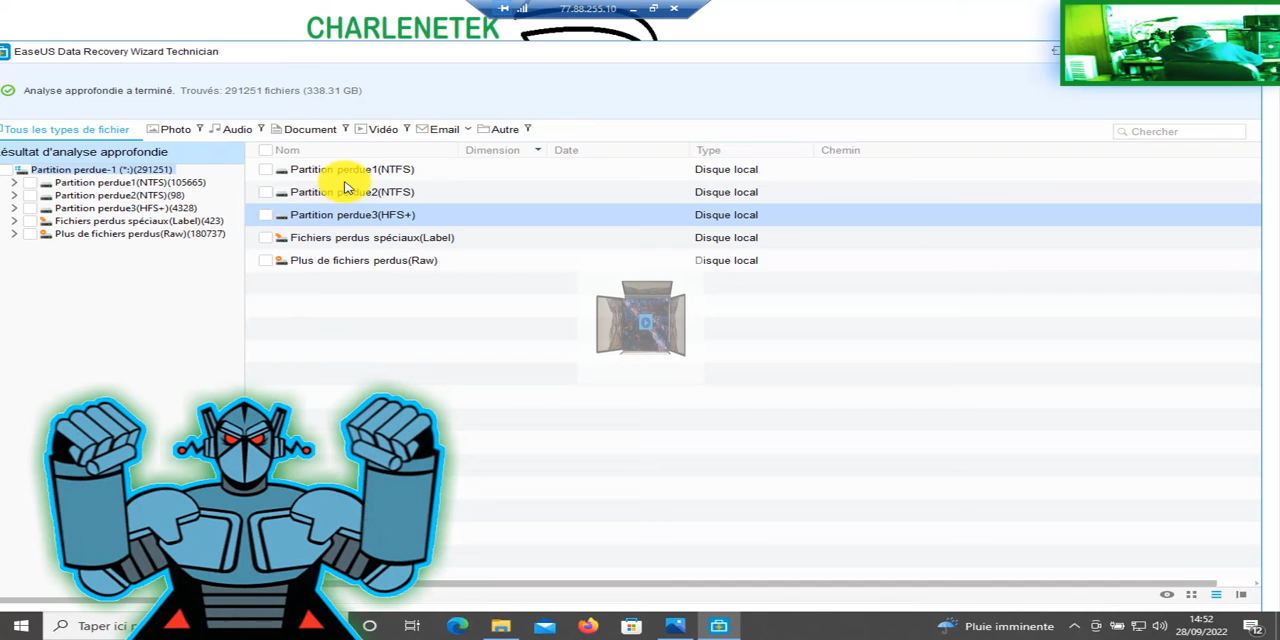 77.88.255.10
CHARLENETEK
EaseUS Data Recovery Wizard Technician
Analyse approfondie a terminé. Trouvés: 291251 fichiers (338.31 GB)
Tous les types de fichier Photo Audio Document Vidéo Email Autre Chercher
ésultat d'analyse approfondie
Partition perdue-1 (*:)(291251)
Partition perdue1(NTFS)(105665)
Partition perdue2(NTFS)(98)
Partition perdue3(HFS+)(4328)
Fichiers perdus spéciaux(Label)(423)
Plus de fichiers perdus(Raw)(180737)
Nom Dimension Date Type Chemin
Partition perdue1(NTFS) Disque local
Partition perdue2(NTFS) Disque local
Partition perdue3(HFS+) Disque local
Fichiers perdus spéciaux(Label) Disque local
Plus de fichiers perdus(Raw) Disque local
Taper ici p
Pluie imminente
14:52
28/09/2022
12